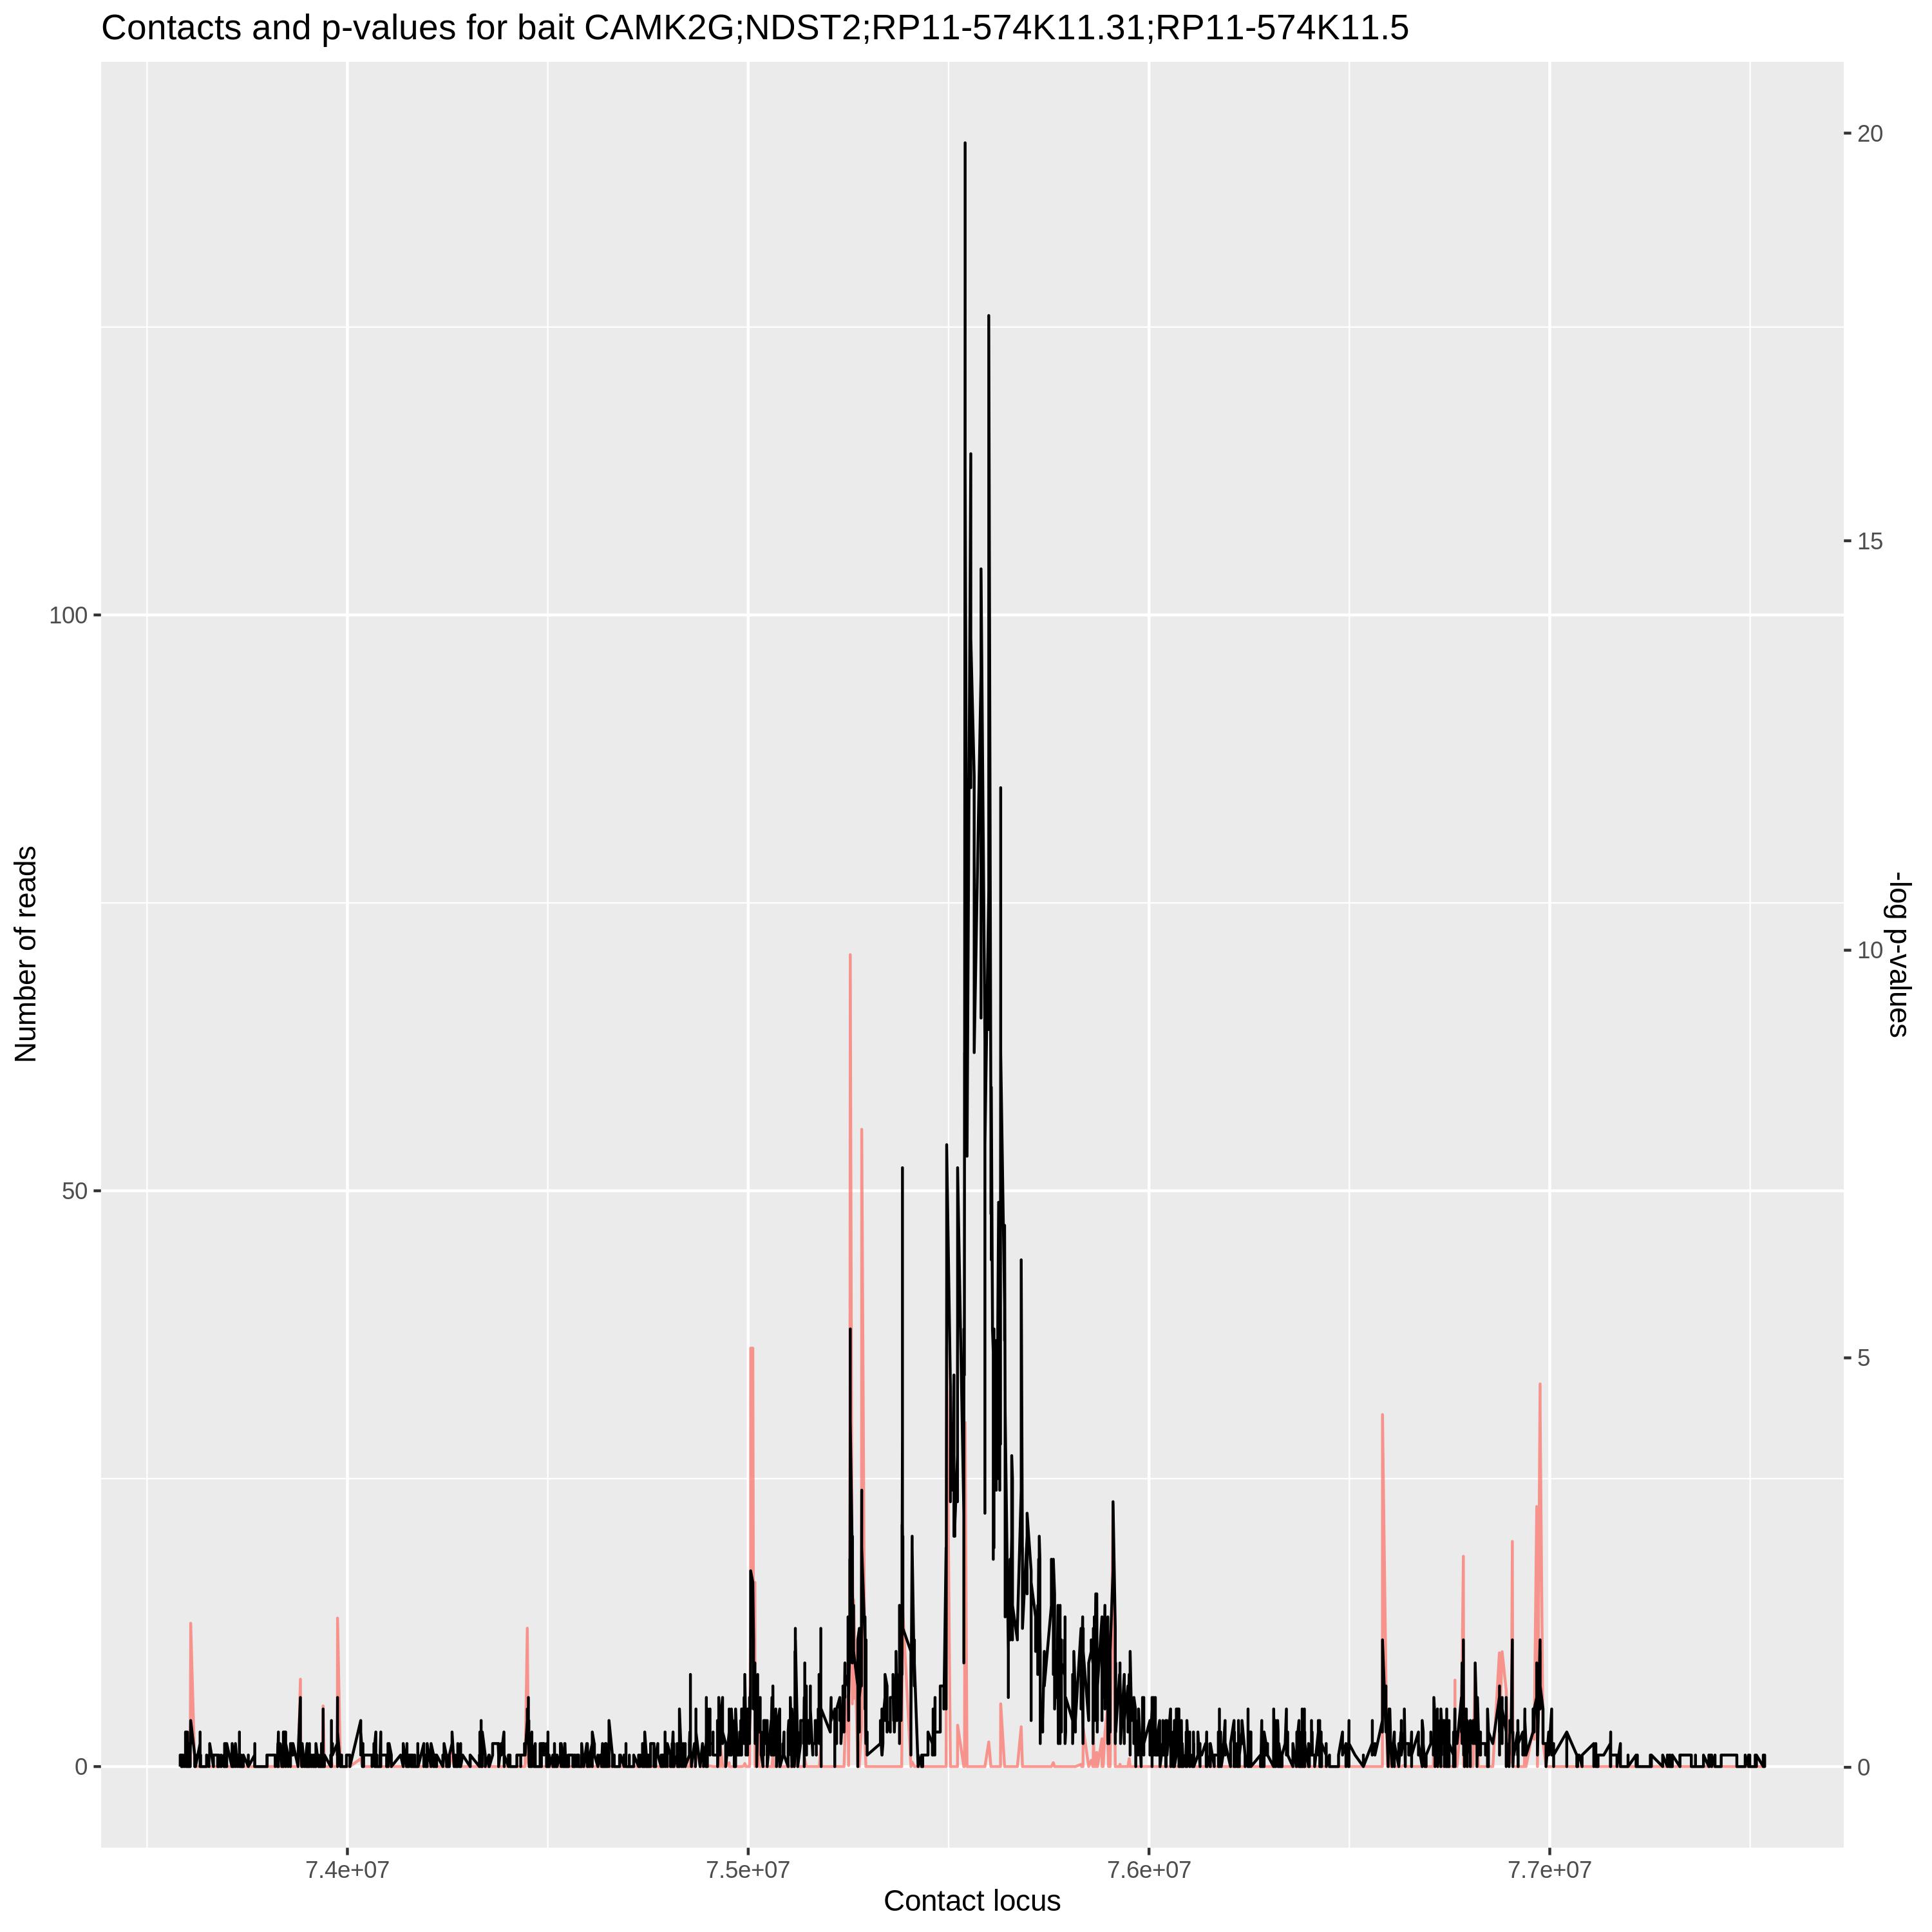 Contacts and p-values for bait CAMK2G;NDST2;RP11-574K11.31;RP11-574K11.5
Number of reads
100
50
0
20
15
10
5
0
-log p-values
7.4e+07
7.5e+07
7.6e+07
7.7e+07
Contact locus